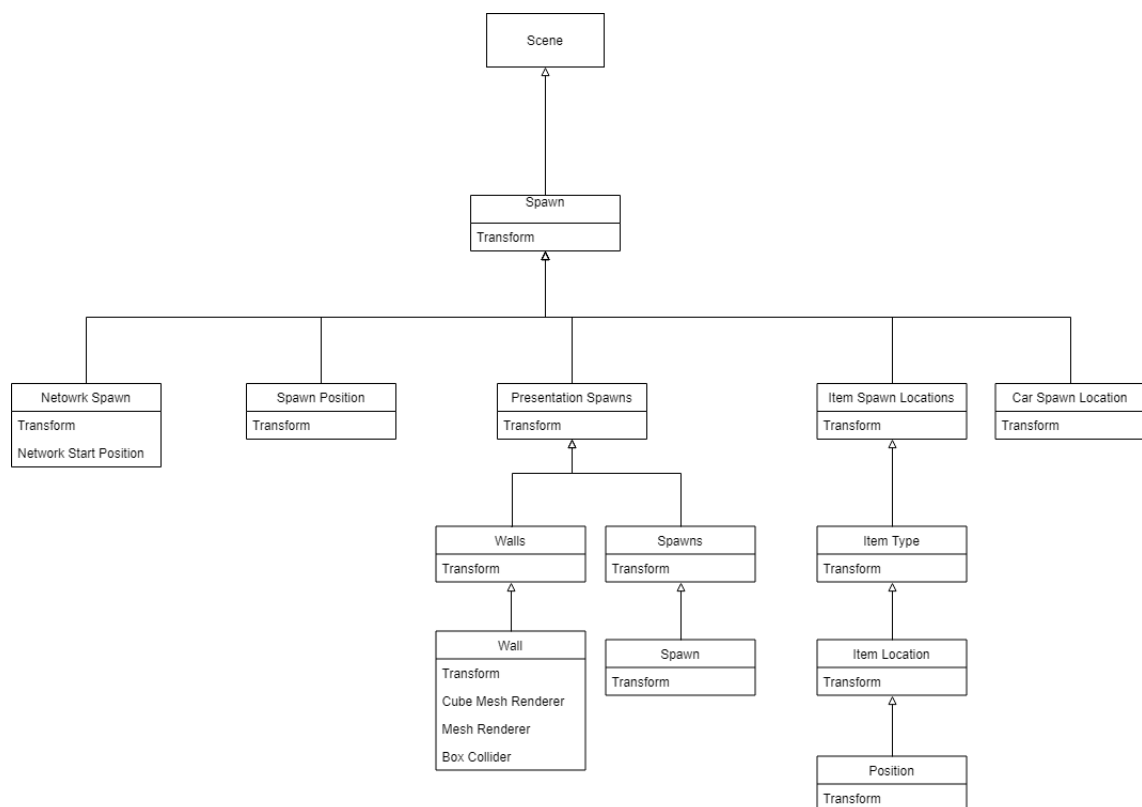 Scene
Spawn
Transform
Netowrk Spawn
Transform
Network Start Position
Spawn Position
Transform
Presentation Spawns
Transform
Item Spawn Locations
Transform
Car Spawn Location
Transform
Walls
Transform
Spawns
Transform
Item Type
Transform
Wall
Transform
Cube Mesh Renderer
Mesh Renderer
Box Collider
Spawn
Transform
Item Location
Transform
Position
Transform